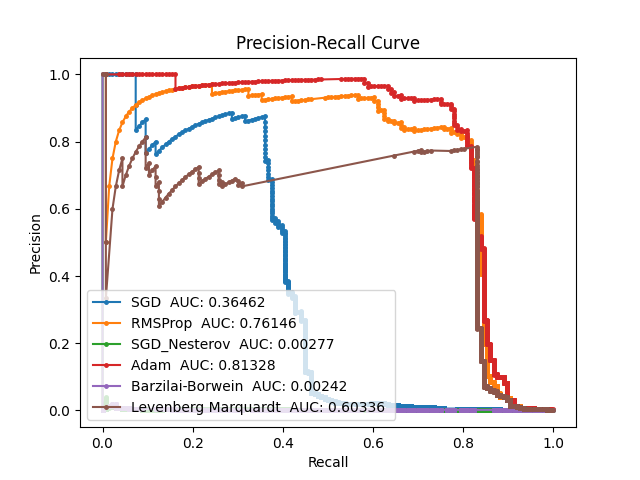 Precision-Recall Curve
1.0
0.8
0.6
0.4
0.2
0.0
Precision
SGD AUC: 0.36462
RMSProp AUC: 0.76146
SGD_Nesterov AUC: 0.00277
Adam AUC: 0.81328
Barzilai-Borwein AUC: 0.00242
Levenberg Marquardt AUC: 0.60336
0.0 0.2 0.4 0.6 0.8 1.0
Recall